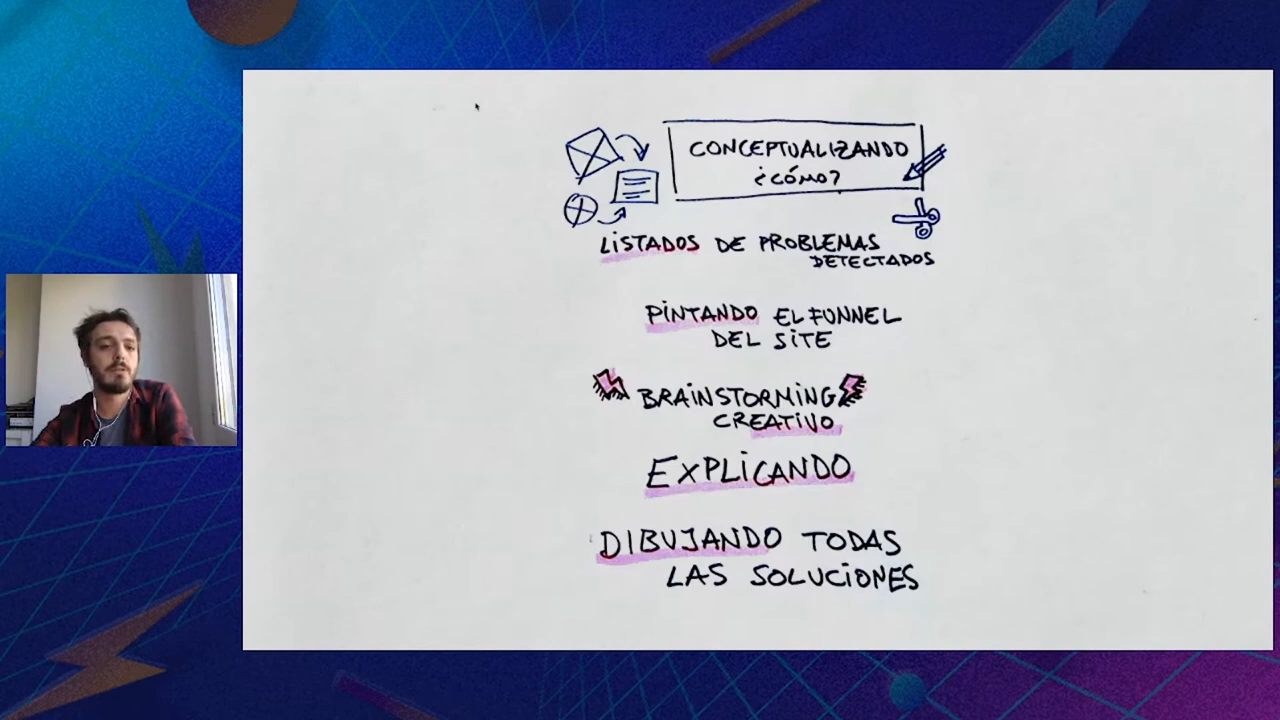 CONCEPTUALIZANDO
¿CÓMO?
LISTADOS DE PROBLEMAS
DETECTADOS
PINTANDO EL FUNNEL
DEL SITE
BRAINSTORMING
CREATIVO
EXPLICANDO
DIBUJANDO TODAS
LAS SOLUCIONES